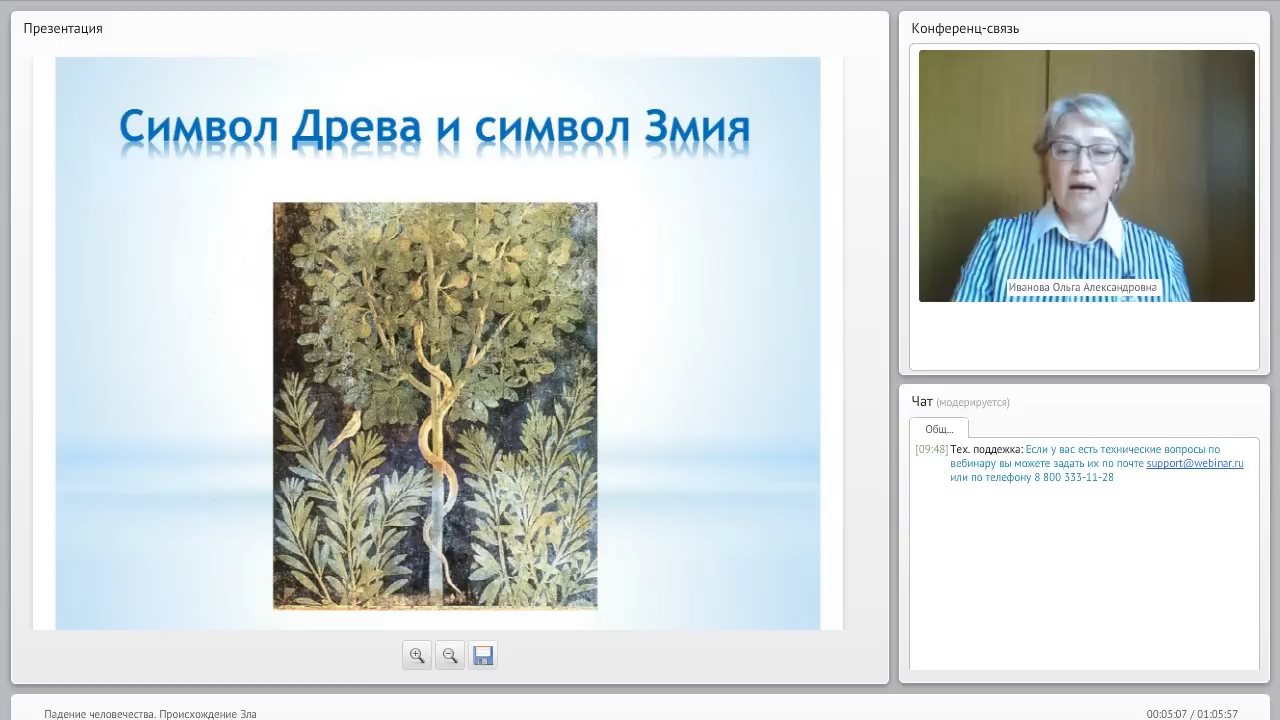 Презентация
Символ Древа и символ Змия
Конференц-связь
Иванова Ольга Александровна
Чат (модерируется)
Общ...
[09:48] Тех. поддежка: Если у вас есть технические вопросы по
вебинару вы можете задать их по почте support@webinar.ru
или по телефону 8 800 333-11-28
Падение человечества. Происхождение Зла
00:05:07 / 01:05:57